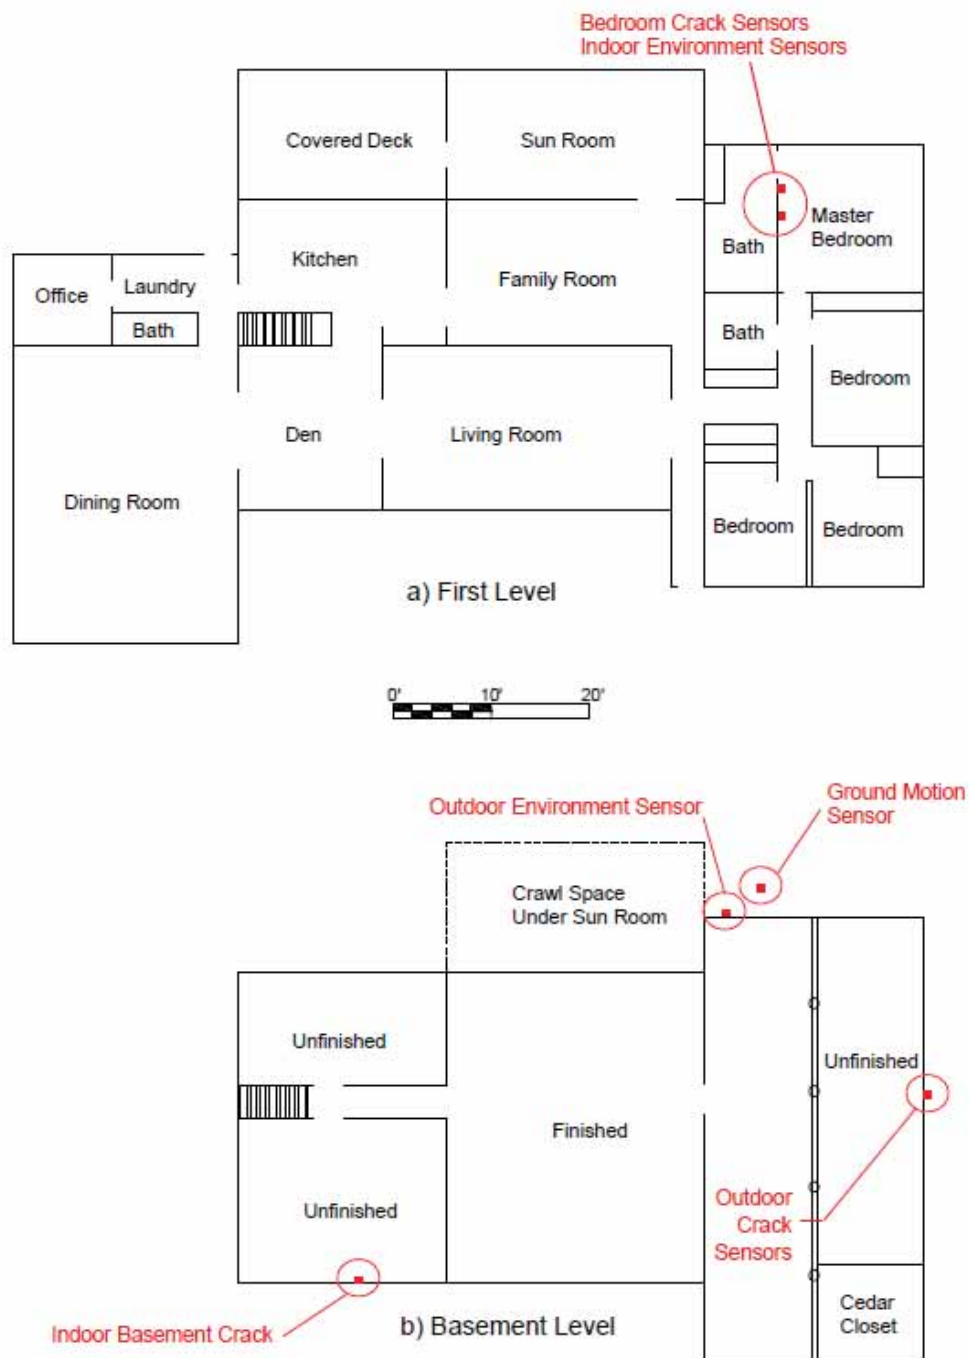 Bedroom Crack Sensors
Indoor Environment Sensors
Covered Deck
Sun Room
Master
Bedroom
Bath
Kitchen
Family Room
Office
Laundry
Bath
Bath
Bedroom
Den
Living Room
Dining Room
Bedroom
Bedroom
a) First Level
0' 10' 20'
Outdoor Environment Sensor
Ground Motion
Sensor
Crawl Space
Under Sun Room
Unfinished
Unfinished
Finished
Unfinished
Outdoor
Crack
Sensors
Indoor Basement Crack
b) Basement Level
Cedar
Closet